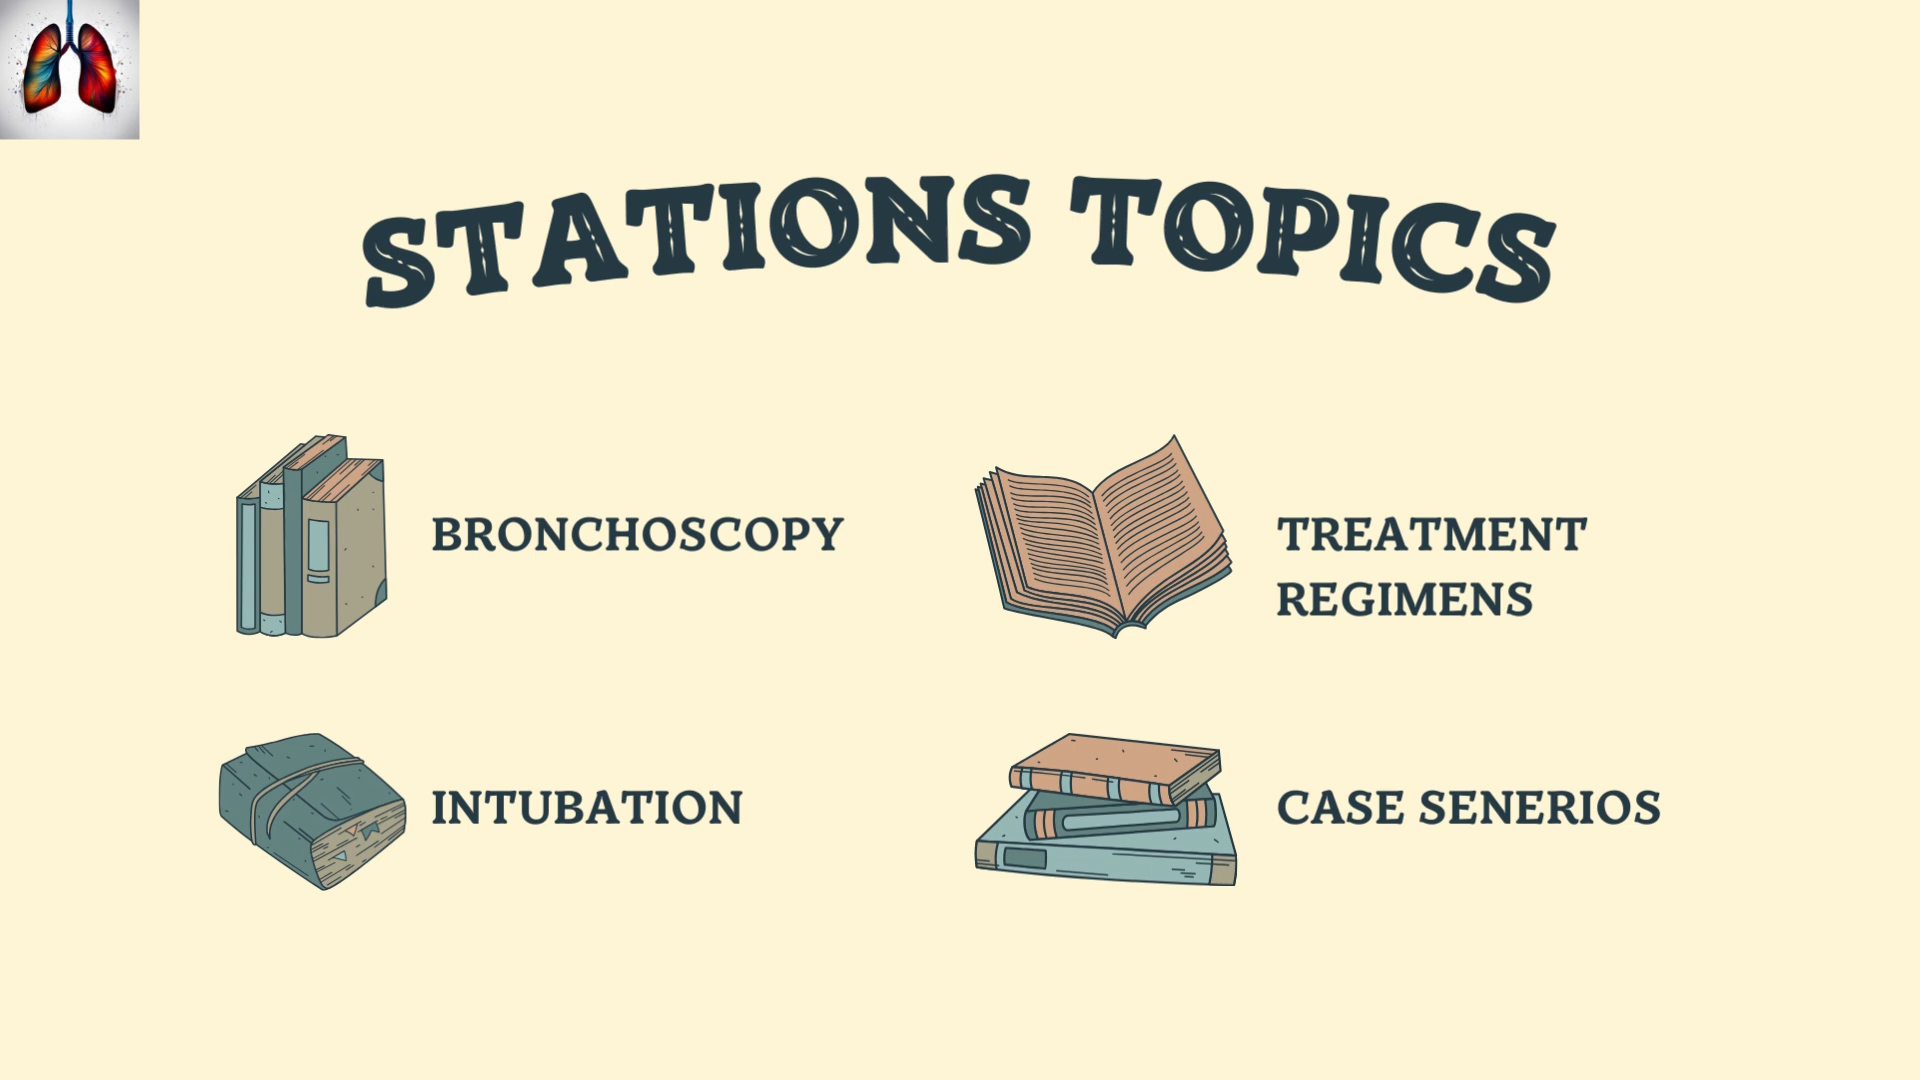 STATIONS TOPICS
BRONCHOSCOPY
TREATMENT
REGIMENS
INTUBATION
CASE SENERIOS